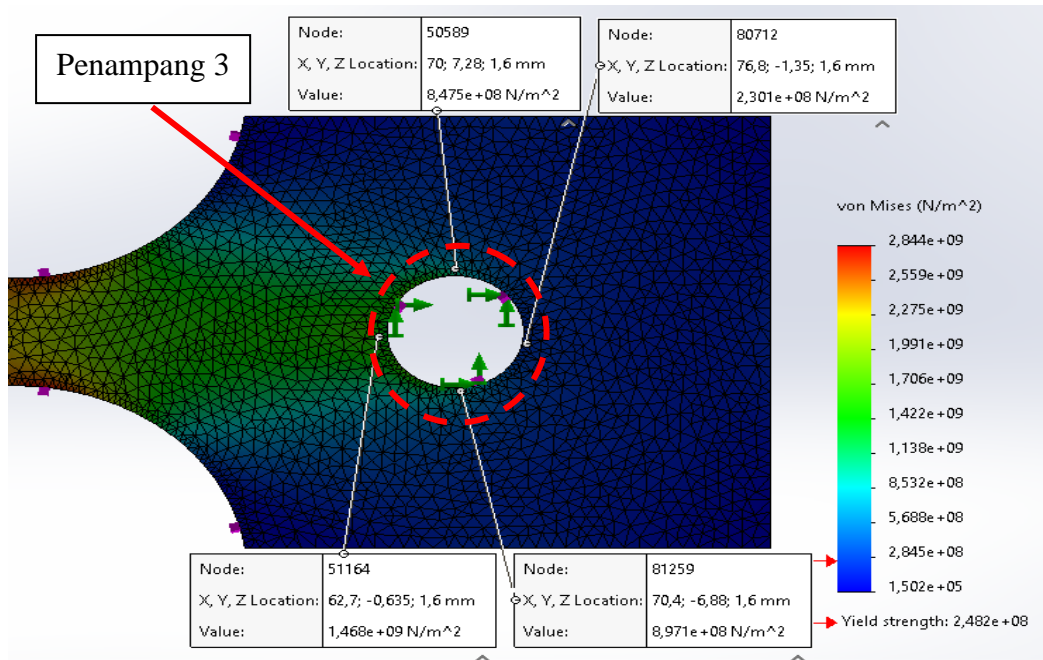 Penampang 3
Node: 50589
X, Y, Z Location: 70; 7,28; 1,6 mm
Value: 8,475e+08 N/m^2
Node: 80712
X, Y, Z Location: 76,8; -1,35; 1,6 mm
Value: 2,301e+08 N/m^2
von Mises (N/m^2)
2,844e+09
2,559e+09
2,275e+09
1,991e+09
1,706e+09
1,422e+09
1,138e+09
8,532e+08
5,688e+08
2,845e+08
1,502e+05
Yield strength: 2,482e+08
Node: 51164
X, Y, Z Location: 62,7; -0,635; 1,6 mm
Value: 1,468e+09 N/m^2
Node: 81259
X, Y, Z Location: 70,4; -6,88; 1,6 mm
Value: 8,971e+08 N/m^2